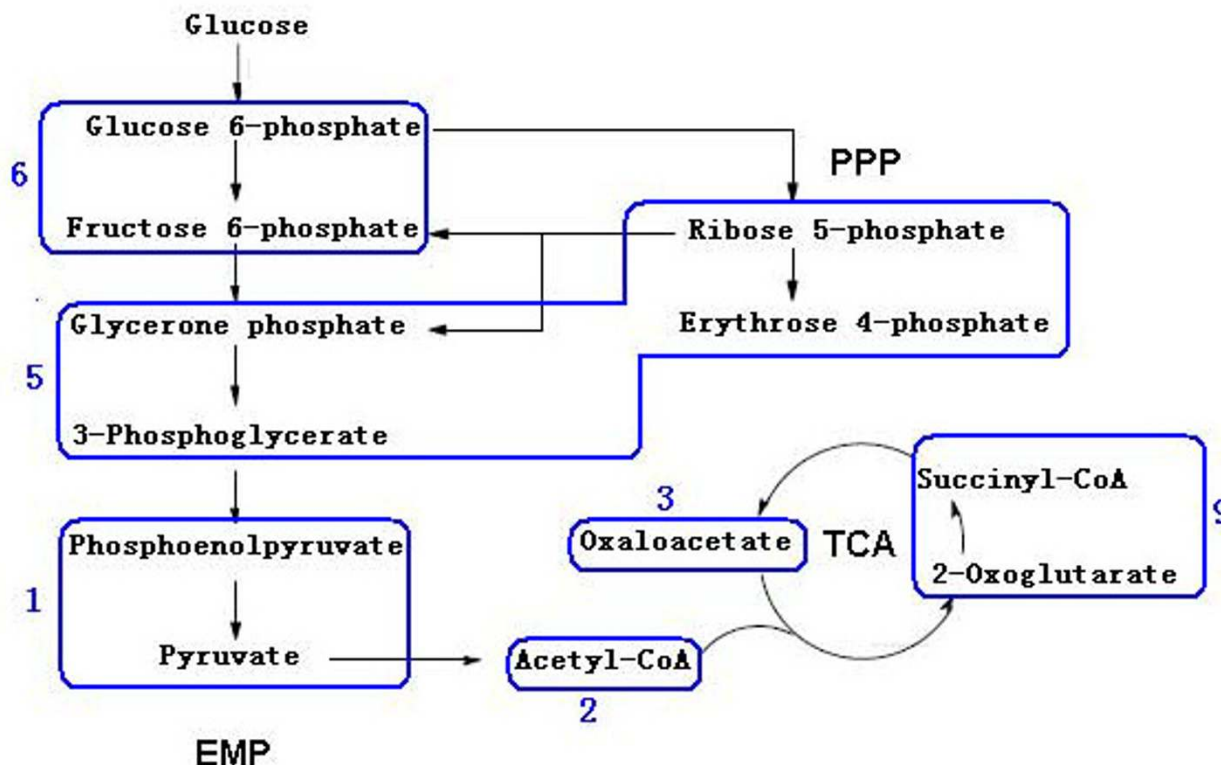 Glucose
Glucose 6-phosphate
PPP
6
Fructose 6-phosphate
Ribose 5-phosphate
Glycerone phosphate
Erythrose 4-phosphate
5
3-Phosphoglycerate
Succinyl-CoA
3
9
Phosphoenolpyruvate
Oxaloacetate
TCA
2-Oxoglutarate
1
Pyruvate
Acetyl-CoA
2
EMP